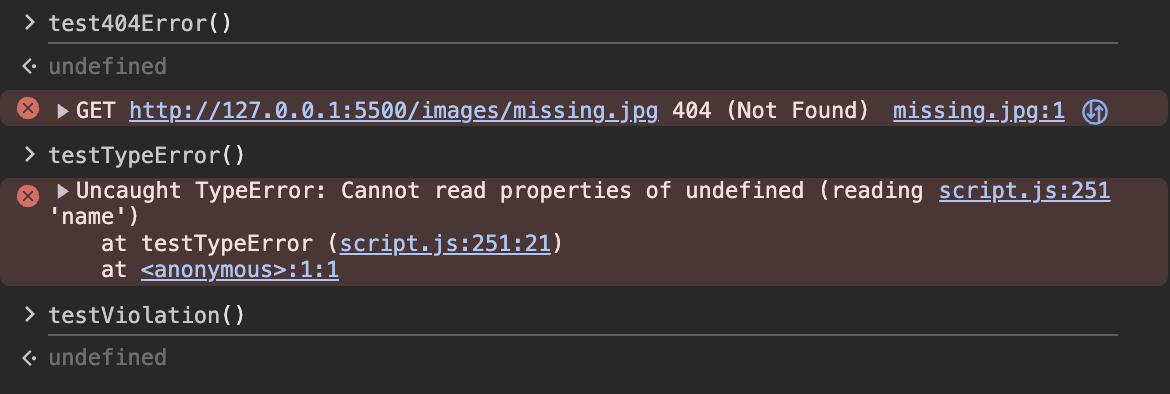 > test404Error()
<· undefined
GET http://127.0.0.1:5500/images/missing.jpg 404 (Not Found) missing.jpg:1
> testTypeError()
Uncaught TypeError: Cannot read properties of undefined (reading script.js:251
'name')
at testTypeError (script.js:251:21)
at <anonymous>:1:1
> testViolation()
<· undefined